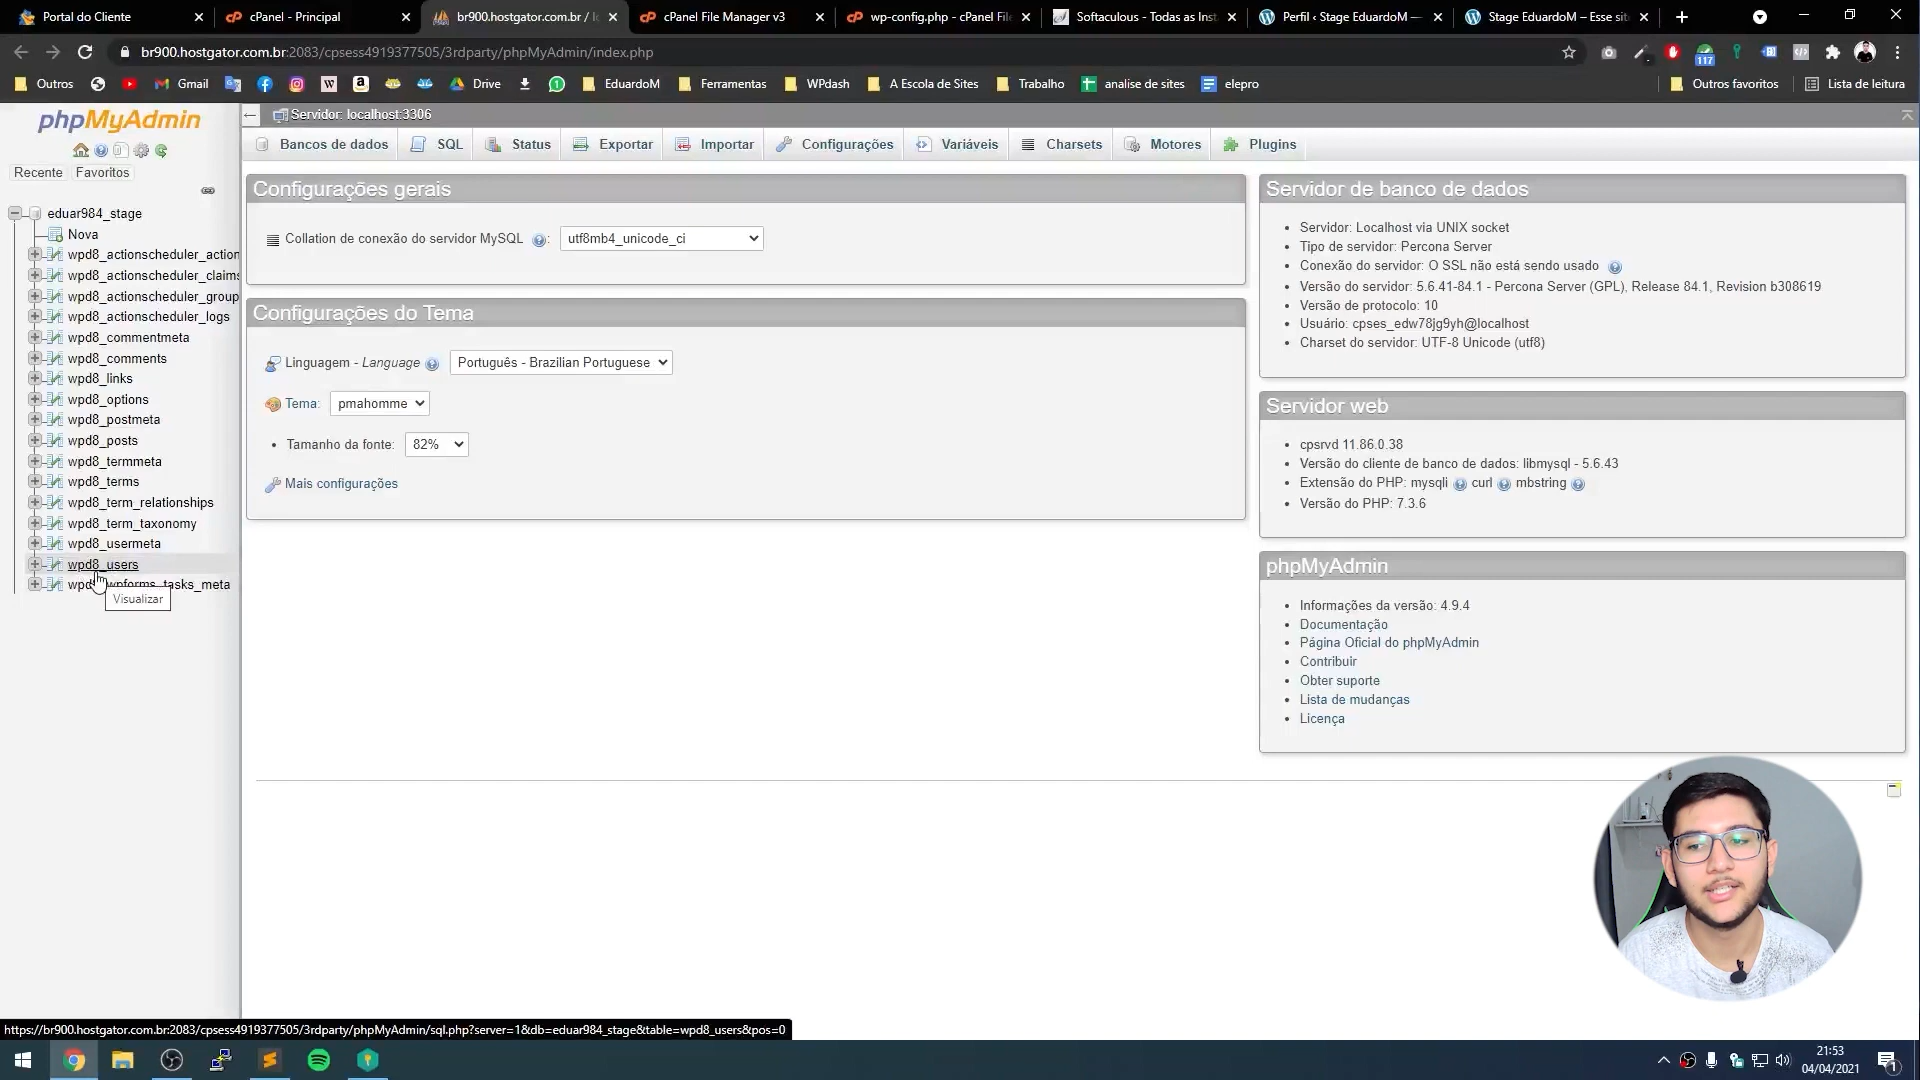 Portal do Cliente
cPanel - Principal
br900.hostgator.com.br / lo
cPanel File Manager v3
wp-config.php - cPanel Fil
Softaculous - Todas as Inst
Perfil ‹ Stage EduardoM —
Stage EduardoM – Esse sit
br900.hostgator.com.br:2083/cpsess4919377505/3rdparty/phpMyAdmin/index.php
117
Outros
Gmail
Drive
EduardoM
Ferramentas
WPdash
A Escola de Sites
Trabalho
analise de sites
elepro
Outros favoritos
Lista de leitura
phpMyAdmin
Recente
Favoritos
eduar984_stage
Nova
wpd8_actionscheduler_action
wpd8_actionscheduler_claims
wpd8_actionscheduler_group
wpd8_actionscheduler_logs
wpd8_commentmeta
wpd8_comments
wpd8_links
wpd8_options
wpd8_postmeta
wpd8_posts
wpd8_termmeta
wpd8_terms
wpd8_term_relationships
wpd8_term_taxonomy
wpd8_usermeta
wpd8_users
wpd8_wpforms_tasks_meta
Visualizar
Servidor: localhost:3306
Bancos de dados
SQL
Status
Exportar
Importar
Configurações
Variáveis
Charsets
Motores
Plugins
Configurações gerais
Collation de conexão do servidor MySQL : utf8mb4_unicode_ci
Configurações do Tema
Linguagem - Language Português - Brazilian Portuguese
Tema: pmahomme
• Tamanho da fonte: 82%
Mais configurações
Servidor de banco de dados
• Servidor: Localhost via UNIX socket
• Tipo de servidor: Percona Server
• Conexão do servidor: O SSL não está sendo usado
• Versão do servidor: 5.6.41-84.1 - Percona Server (GPL), Release 84.1, Revision b308619
• Versão de protocolo: 10
• Usuário: cpses_edw78jg9yh@localhost
• Charset do servidor: UTF-8 Unicode (utf8)
Servidor web
• cpsrvd 11.86.0.38
• Versão do cliente de banco de dados: libmysql - 5.6.43
• Extensão do PHP: mysqli curl mbstring
• Versão do PHP: 7.3.6
phpMyAdmin
• Informações da versão: 4.9.4
• Documentação
• Página Oficial do phpMyAdmin
• Contribuir
• Obter suporte
• Lista de mudanças
• Licença
https://br900.hostgator.com.br:2083/cpsess4919377505/3rdparty/phpMyAdmin/sql.php?server=1&db=eduar984_stage&table=wpd8_users&pos=0
21:53
04/04/2021
1